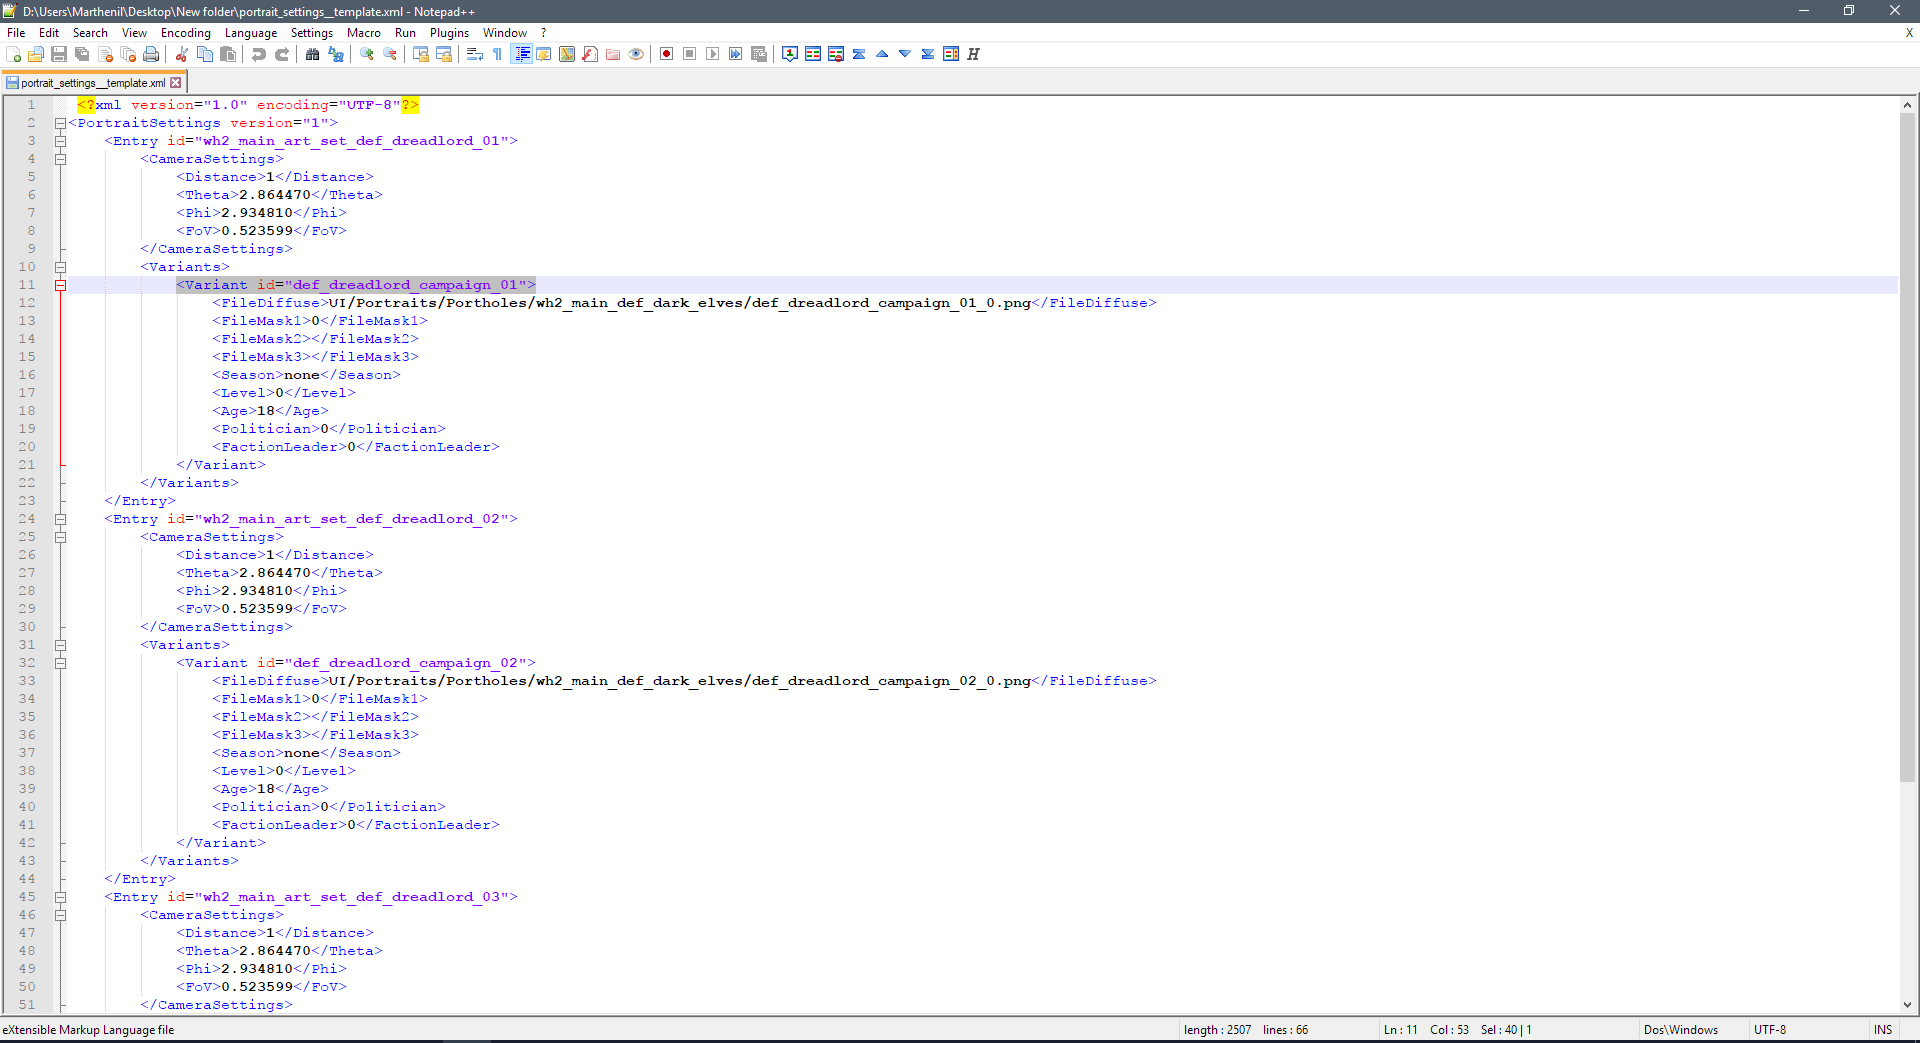 D:\Users\Marthenil\Desktop\New folder\portrait_settings__template.xml - Notepad++
File Edit Search View Encoding Language Settings Macro Run Plugins Window ? X
portrait_settings__template.xml
1 <?xml version="1.0" encoding="UTF-8"?>
2 <PortraitSettings version="1">
3 <Entry id="wh2_main_art_set_def_dreadlord_01">
4 <CameraSettings>
5 <Distance>1</Distance>
6 <Theta>2.864470</Theta>
7 <Phi>2.934810</Phi>
8 <FoV>0.523599</FoV>
9 </CameraSettings>
10 <Variants>
11 <Variant id="def_dreadlord_campaign_01">
12 <FileDiffuse>UI/Portraits/Portholes/wh2_main_def_dark_elves/def_dreadlord_campaign_01_0.png</FileDiffuse>
13 <FileMask1>0</FileMask1>
14 <FileMask2></FileMask2>
15 <FileMask3></FileMask3>
16 <Season>none</Season>
17 <Level>0</Level>
18 <Age>18</Age>
19 <Politician>0</Politician>
20 <FactionLeader>0</FactionLeader>
21 </Variant>
22 </Variants>
23 </Entry>
24 <Entry id="wh2_main_art_set_def_dreadlord_02">
25 <CameraSettings>
26 <Distance>1</Distance>
27 <Theta>2.864470</Theta>
28 <Phi>2.934810</Phi>
29 <FoV>0.523599</FoV>
30 </CameraSettings>
31 <Variants>
32 <Variant id="def_dreadlord_campaign_02">
33 <FileDiffuse>UI/Portraits/Portholes/wh2_main_def_dark_elves/def_dreadlord_campaign_02_0.png</FileDiffuse>
34 <FileMask1>0</FileMask1>
35 <FileMask2></FileMask2>
36 <FileMask3></FileMask3>
37 <Season>none</Season>
38 <Level>0</Level>
39 <Age>18</Age>
40 <Politician>0</Politician>
41 <FactionLeader>0</FactionLeader>
42 </Variant>
43 </Variants>
44 </Entry>
45 <Entry id="wh2_main_art_set_def_dreadlord_03">
46 <CameraSettings>
47 <Distance>1</Distance>
48 <Theta>2.864470</Theta>
49 <Phi>2.934810</Phi>
50 <FoV>0.523599</FoV>
51 </CameraSettings>
eXtensible Markup Language file length : 2507 lines : 66 Ln : 11 Col : 53 Sel : 40 | 1 Dos\Windows UTF-8 INS